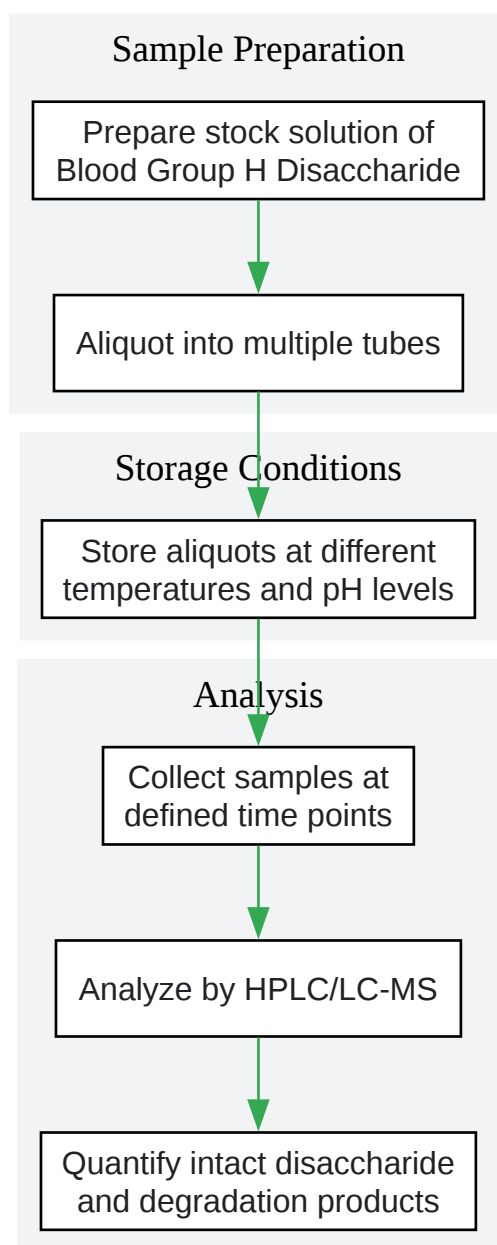 Sample Preparation
Prepare stock solution of
Blood Group H Disaccharide
Aliquot into multiple tubes
Storage Conditions
Store aliquots at different
temperatures and pH levels
Analysis
Collect samples at
defined time points
Analyze by HPLC/LC-MS
Quantify intact disaccharide
and degradation products